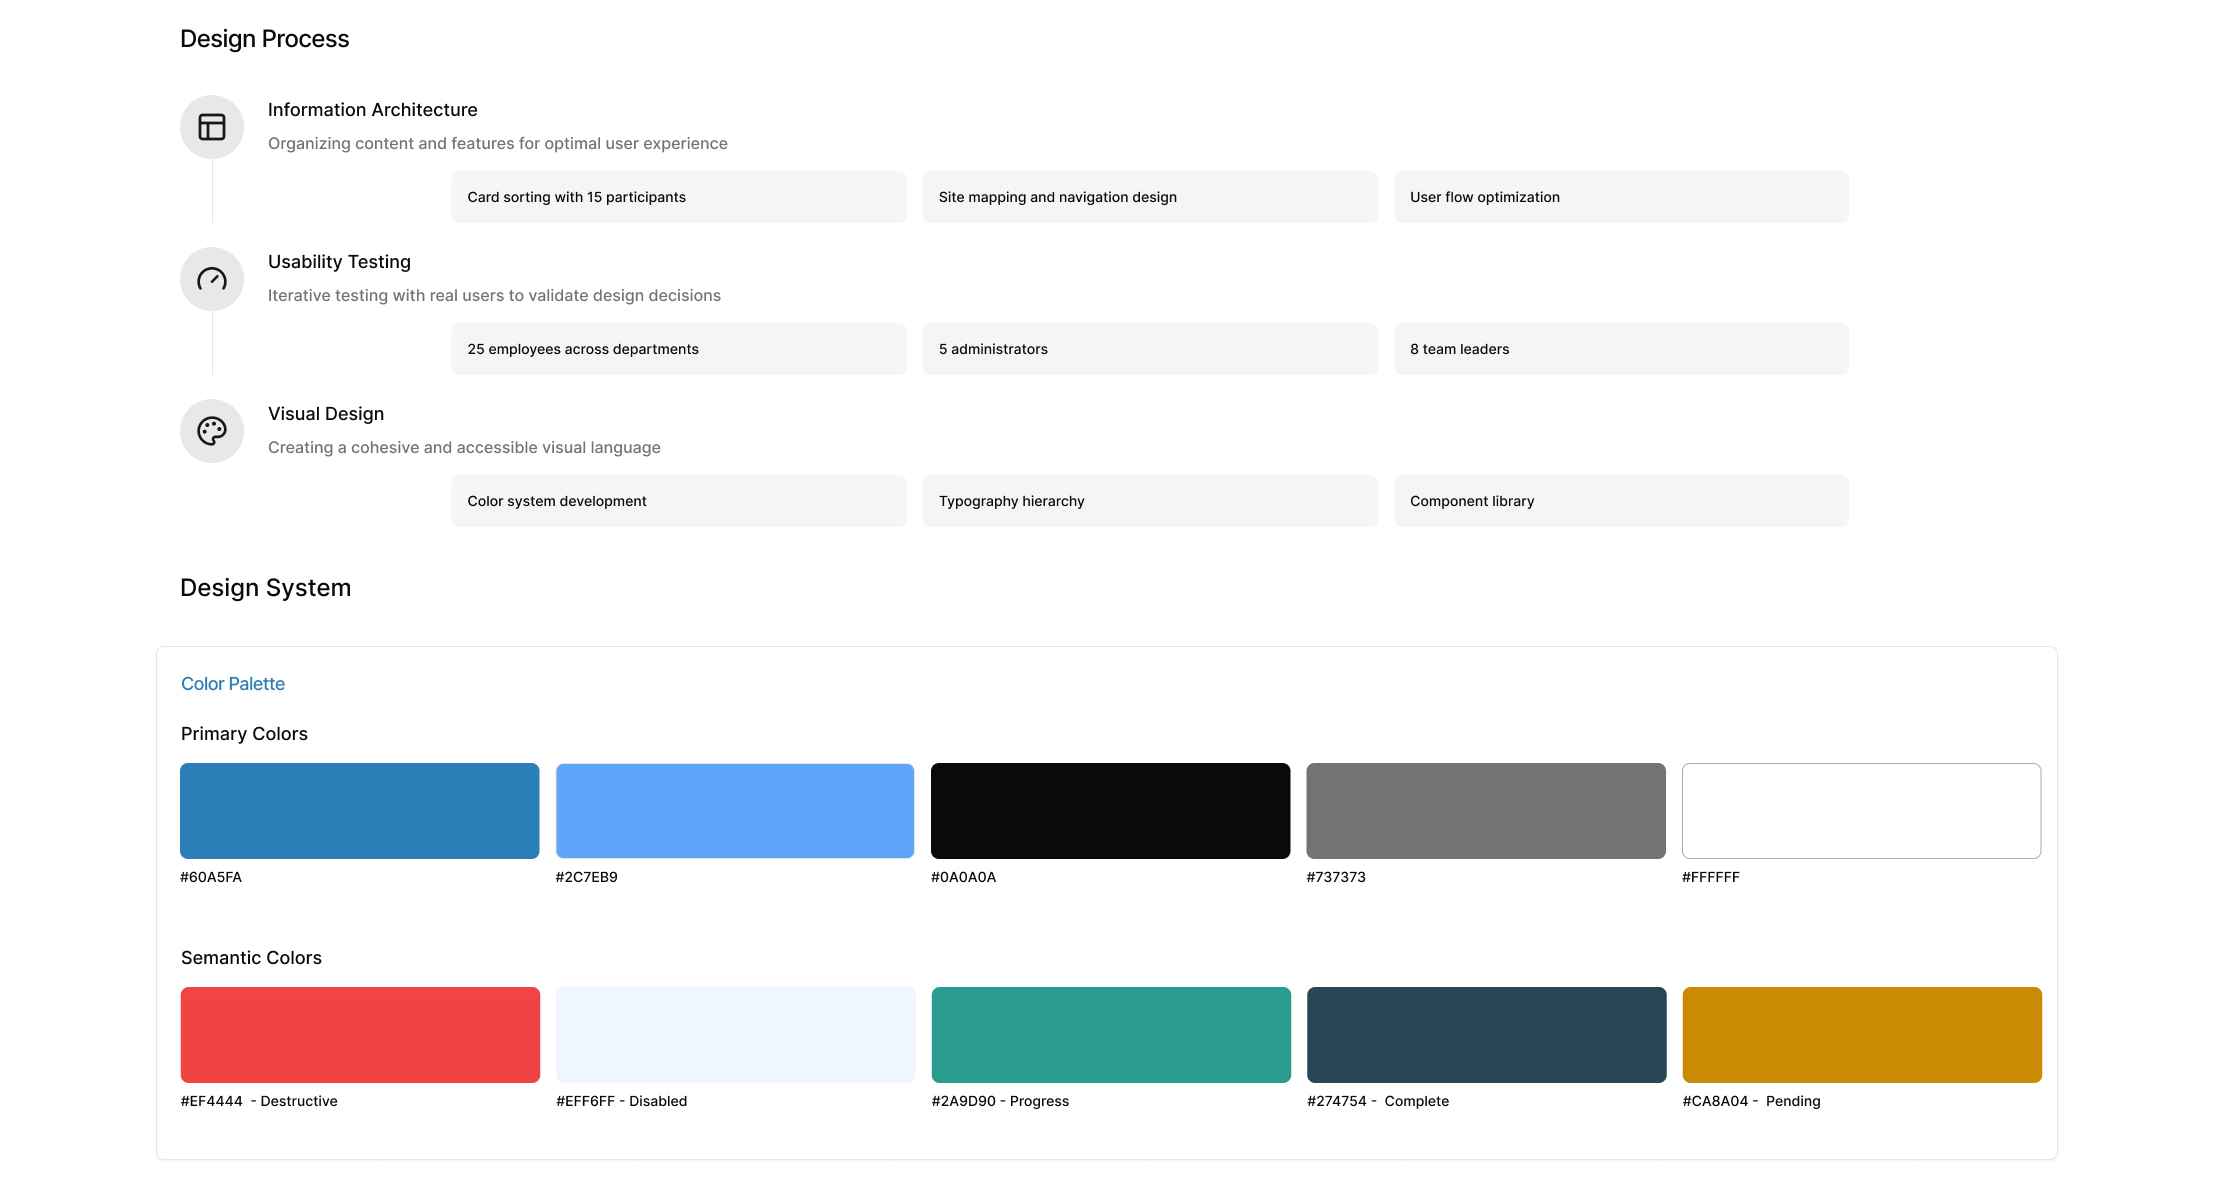 Design Process
Information Architecture
Organizing content and features for optimal user experience
Card sorting with 15 participants
Site mapping and navigation design
User flow optimization
Usability Testing
Iterative testing with real users to validate design decisions
25 employees across departments
5 administrators
8 team leaders
Visual Design
Creating a cohesive and accessible visual language
Color system development
Typography hierarchy
Component library
Design System
Color Palette
Primary Colors
#60A5FA
#2C7EB9
#0A0A0A
#737373
#FFFFFF
Semantic Colors
#EF4444  - Destructive
#EFF6FF - Disabled
#2A9D90 - Progress
#274754 -  Complete
#CA8A04 -  Pending